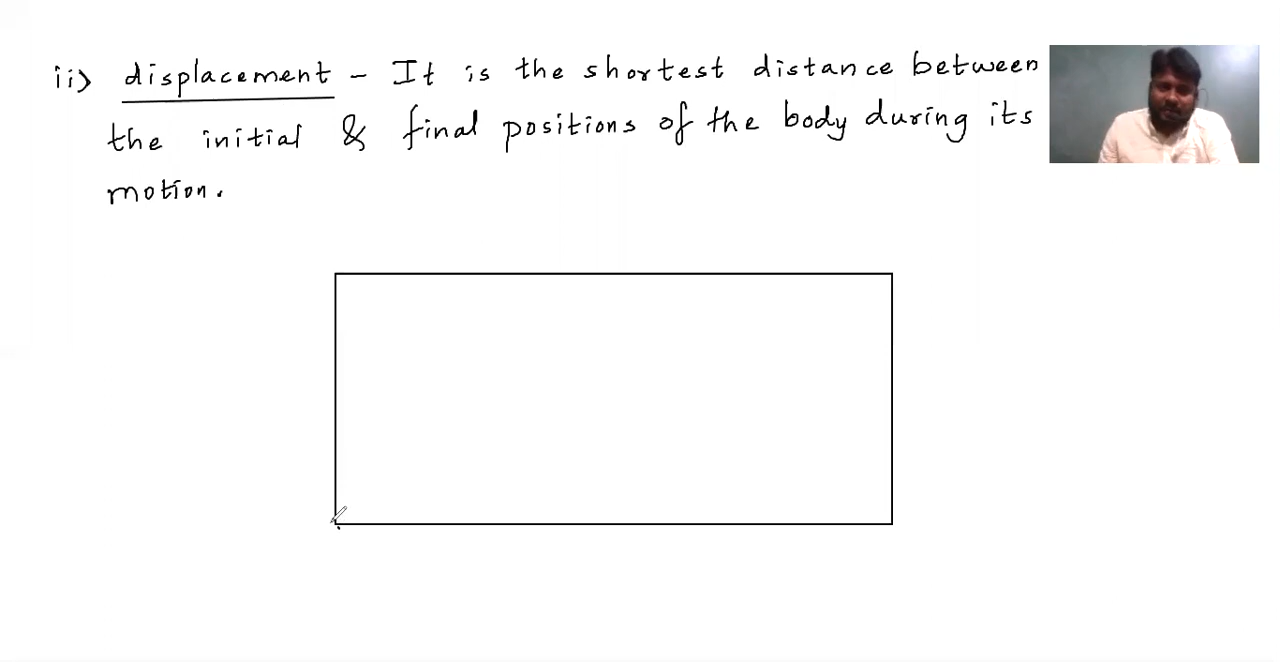 ii) displacement - It is the shortest distance between
the initial & final positions of the body during its
motion.